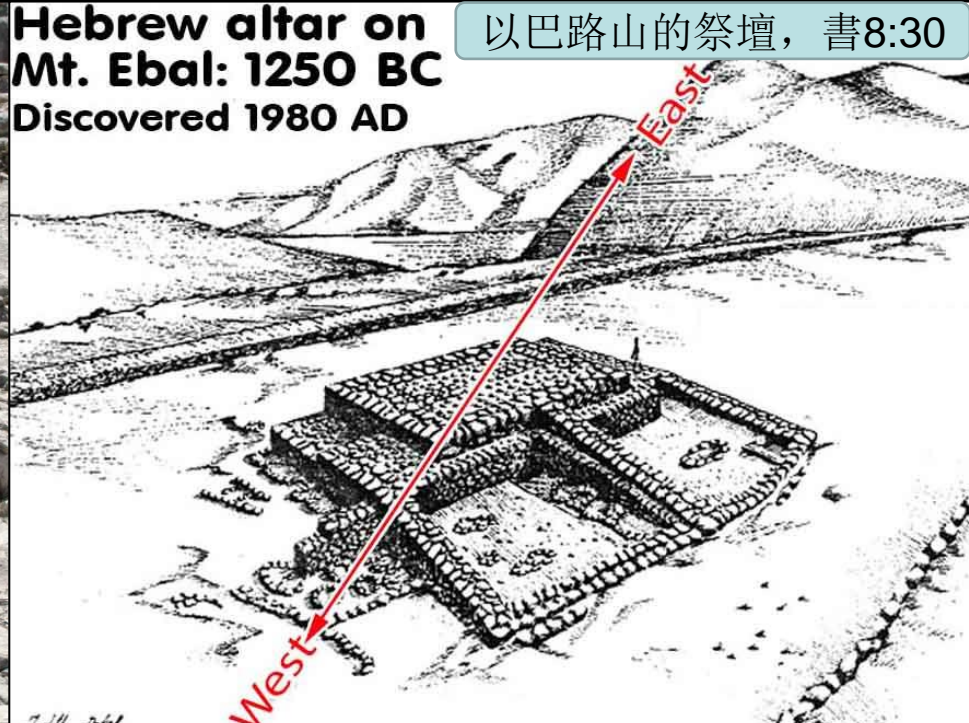 Hebrew altar on
Mt. Ebal: 1250 BC
Discovered 1980 AD
以巴路山的祭壇，書8:30
East
West